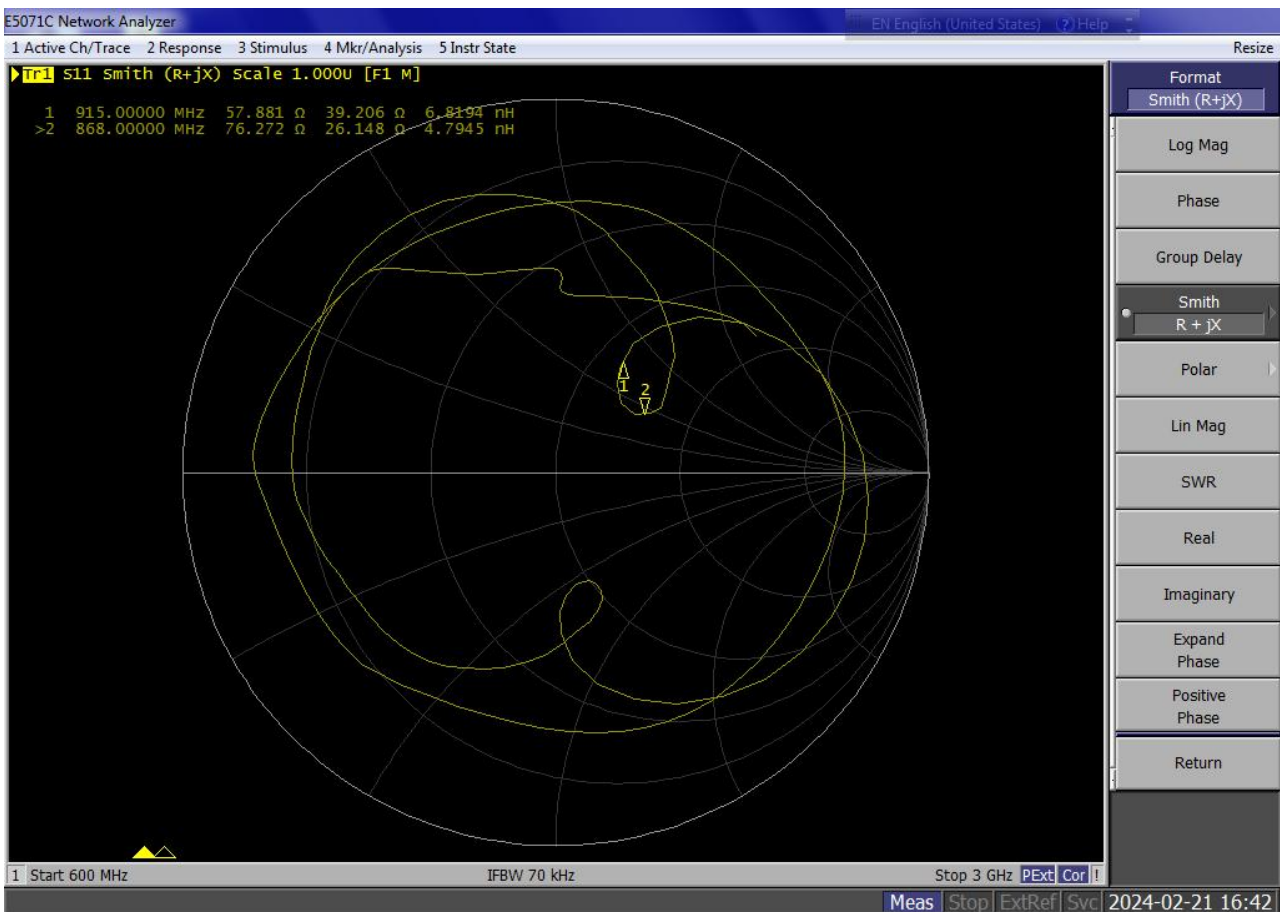 E5071C Network Analyzer
EN English (United States) ? Help
1 Active Ch/Trace 2 Response 3 Stimulus 4 Mkr/Analysis 5 Instr State Resize
Tr1 S11 Smith (R+jX) Scale 1.000U [F1 M]
1 915.00000 MHz 57.881 Ω 39.206 Ω 6.8194 nH
>2 868.00000 MHz 76.272 Ω 26.148 Ω 4.7945 nH
1
2
Format
Smith (R+jX)
Log Mag
Phase
Group Delay
Smith
R + jX
Polar
Lin Mag
SWR
Real
Imaginary
Expand
Phase
Positive
Phase
Return
1 Start 600 MHz IFBW 70 kHz Stop 3 GHz PExt Cor !
Meas Stop ExtRef Svc 2024-02-21 16:42